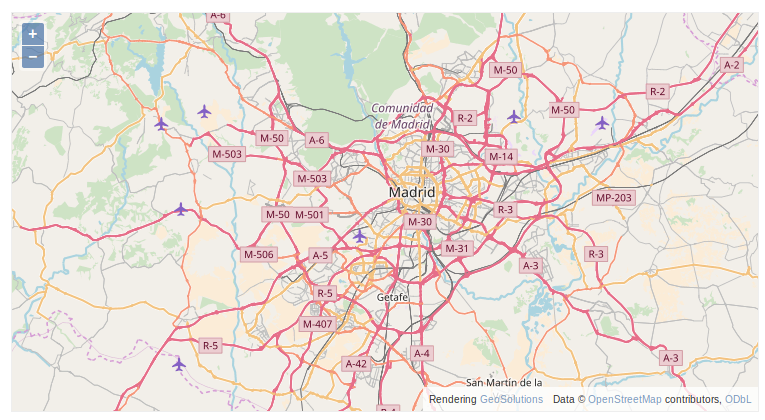 A-6
+
−
M-50
A-2
R-2
Comunidad
de Madrid
R-2
M-50
M-50
A-6
M-30
M-503
M-14
M-503
Madrid
MP-203
M-50
M-501
R-3
M-30
M-506
A-5
M-31
R-3
A-3
R-5
Getafe
M-407
R-5
A-42
A-4
A-3
San Martín de la
Rendering GeoSolutions Data © OpenStreetMap contributors, ODbL